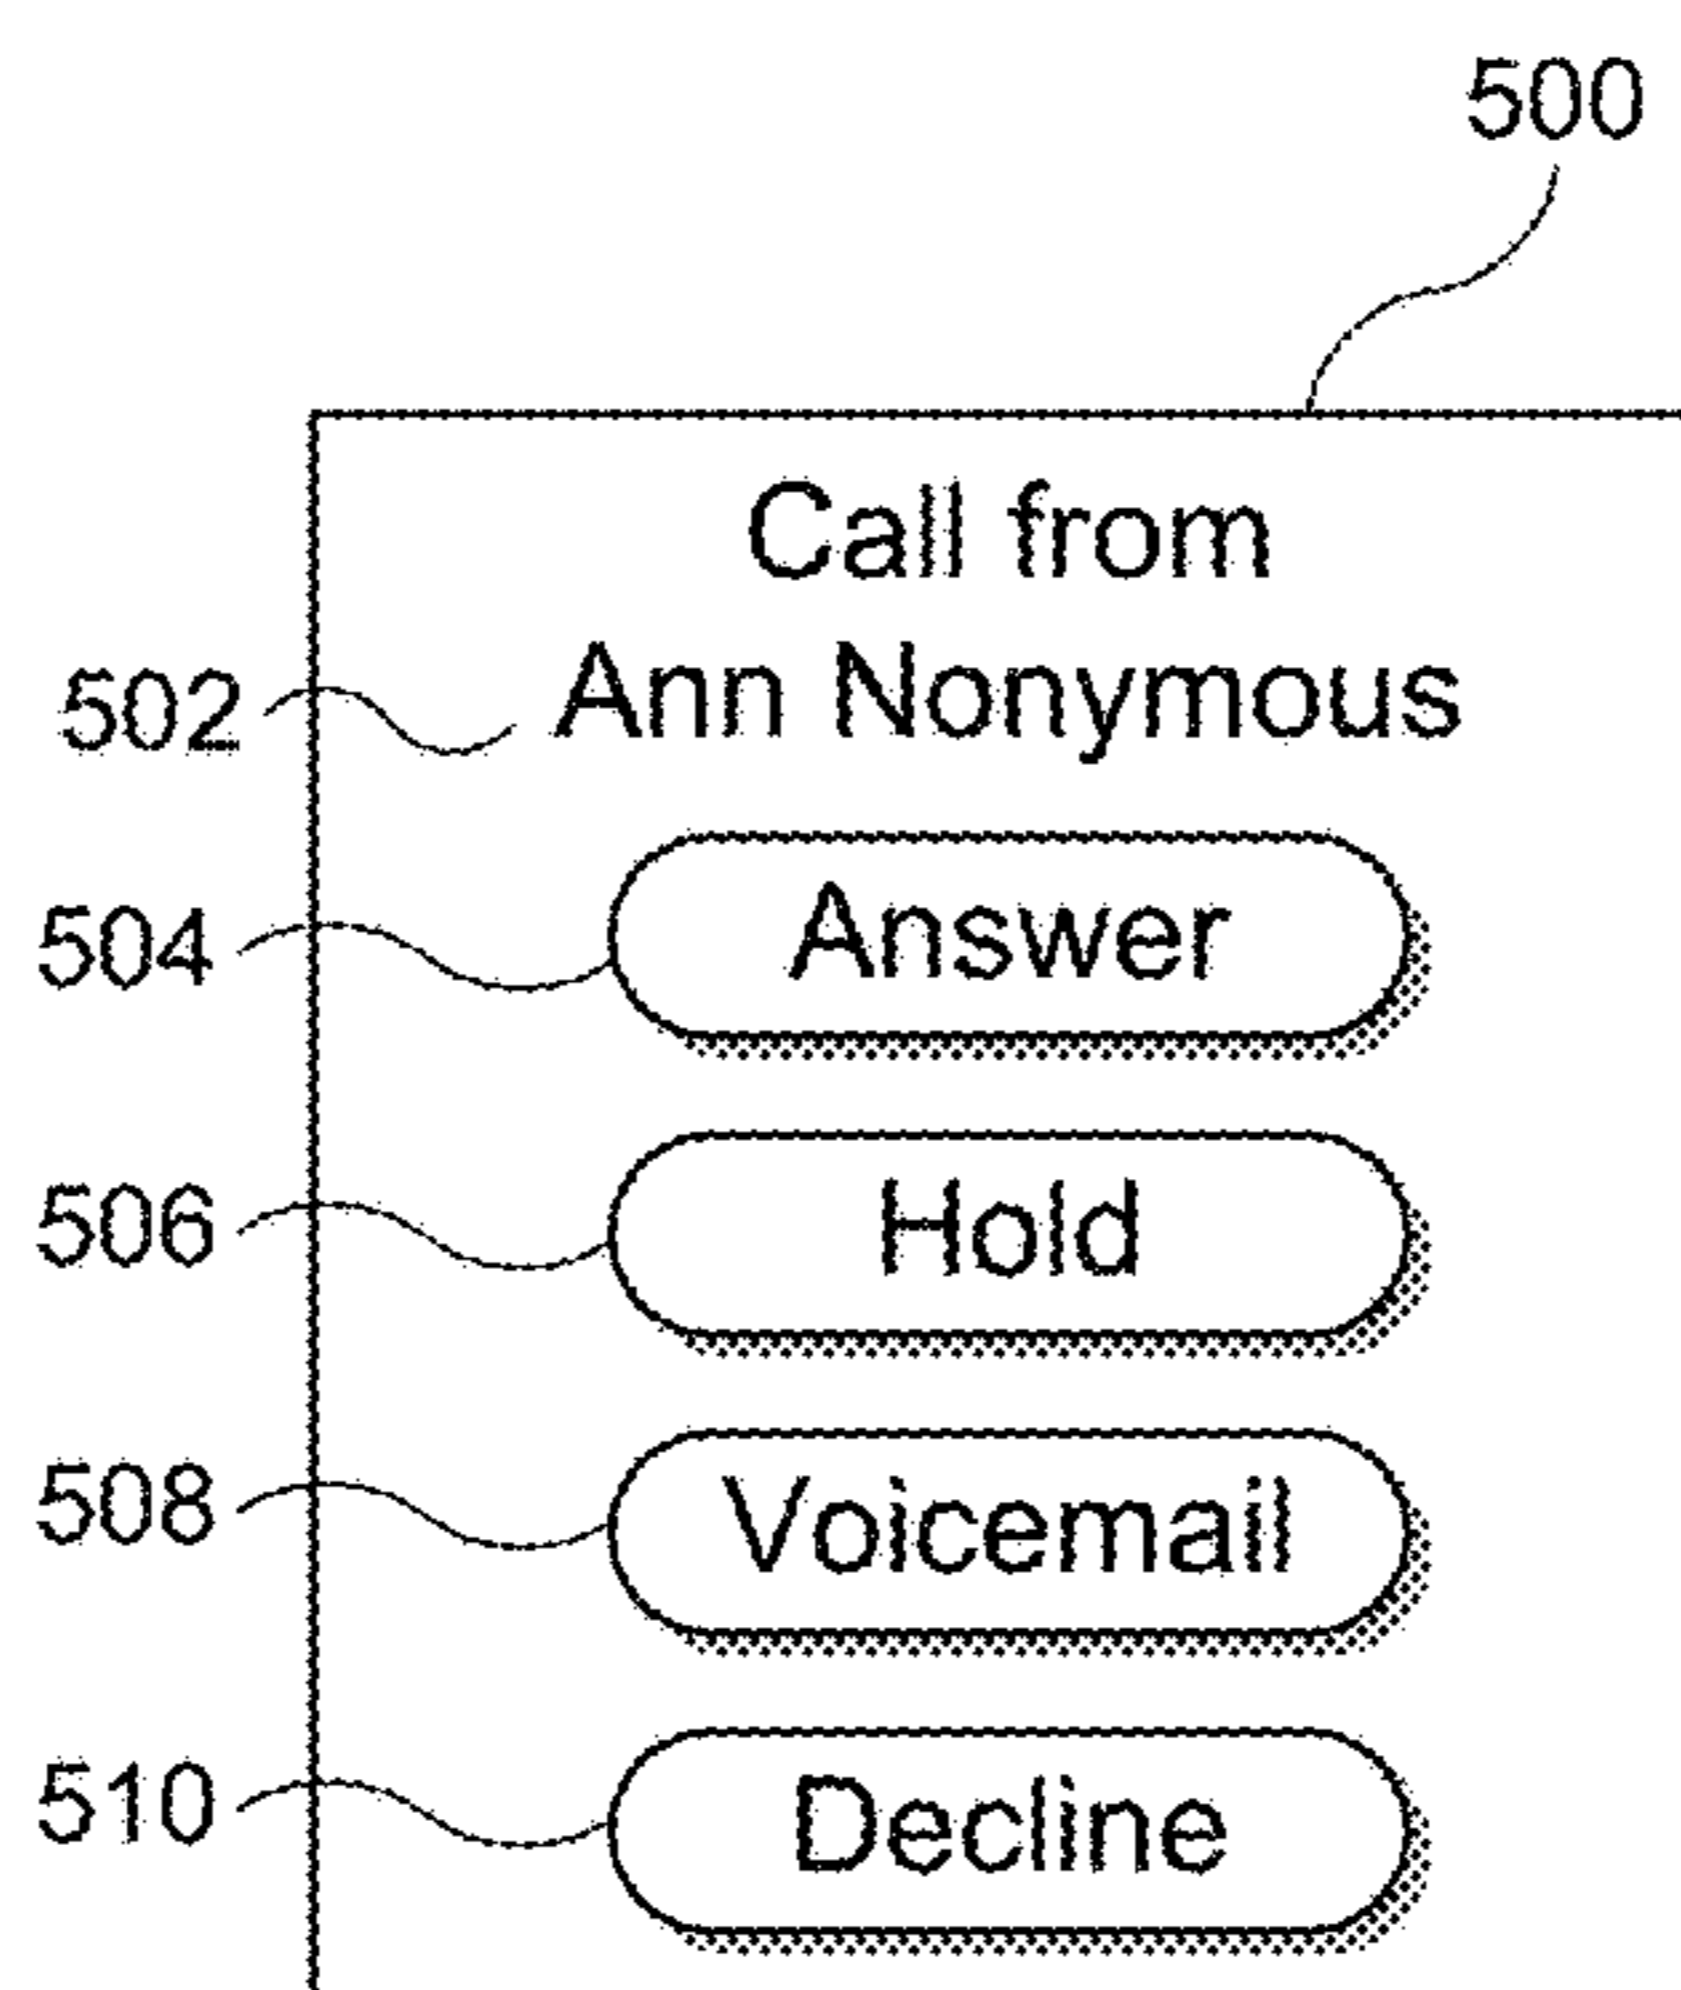 500
Call from
502 Ann Nonymous
504 Answer
506 Hold
508 Voicemail
510 Decline